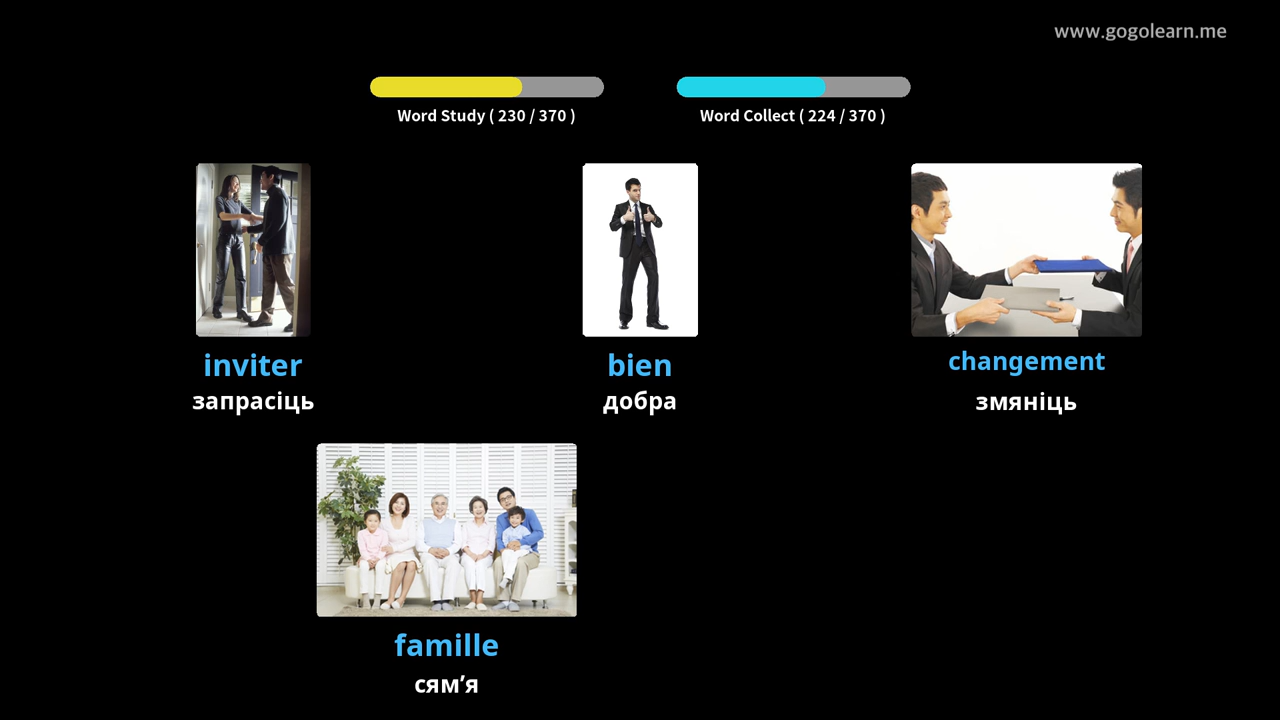 www.gogolearn.me
Word Study ( 230 / 370 )
Word Collect ( 224 / 370 )
inviter
запрасіць
bien
добра
changement
змяніць
famille
сям’я